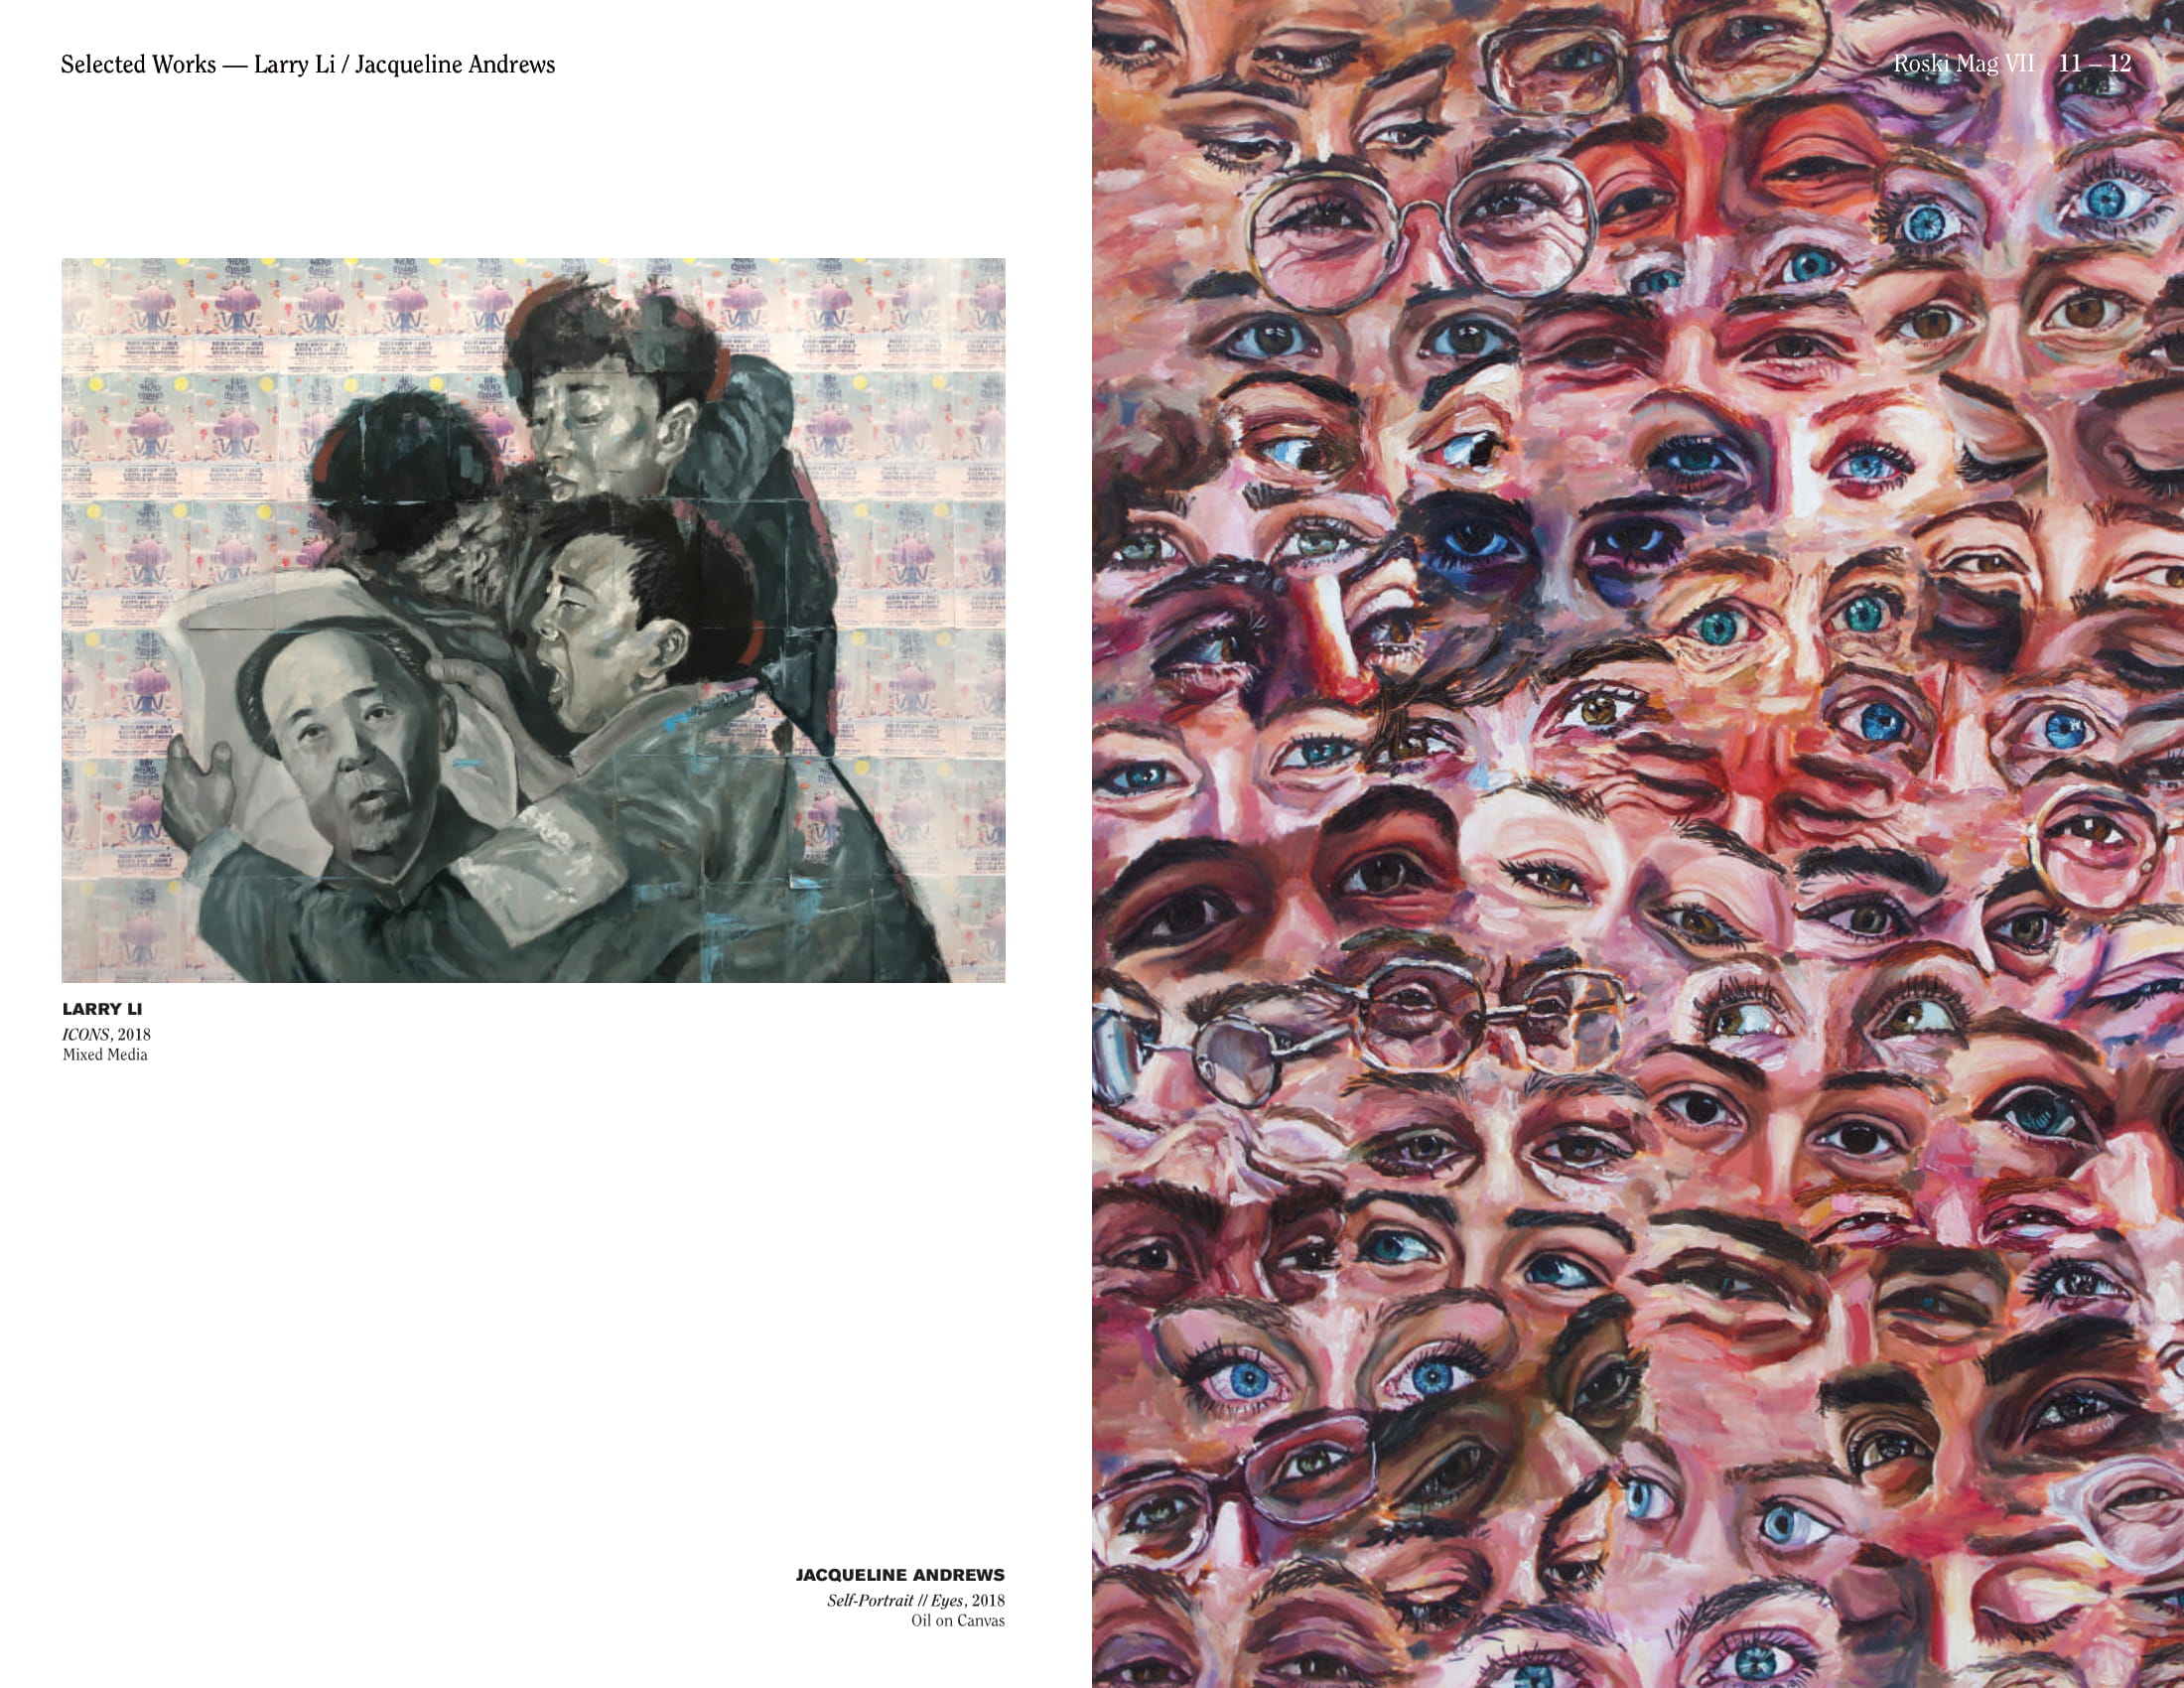 Selected Works — Larry Li / Jacqueline Andrews
Roski Mag VII 11 – 12
LARRY LI
ICONS, 2018
Mixed Media
JACQUELINE ANDREWS
Self-Portrait // Eyes, 2018
Oil on Canvas